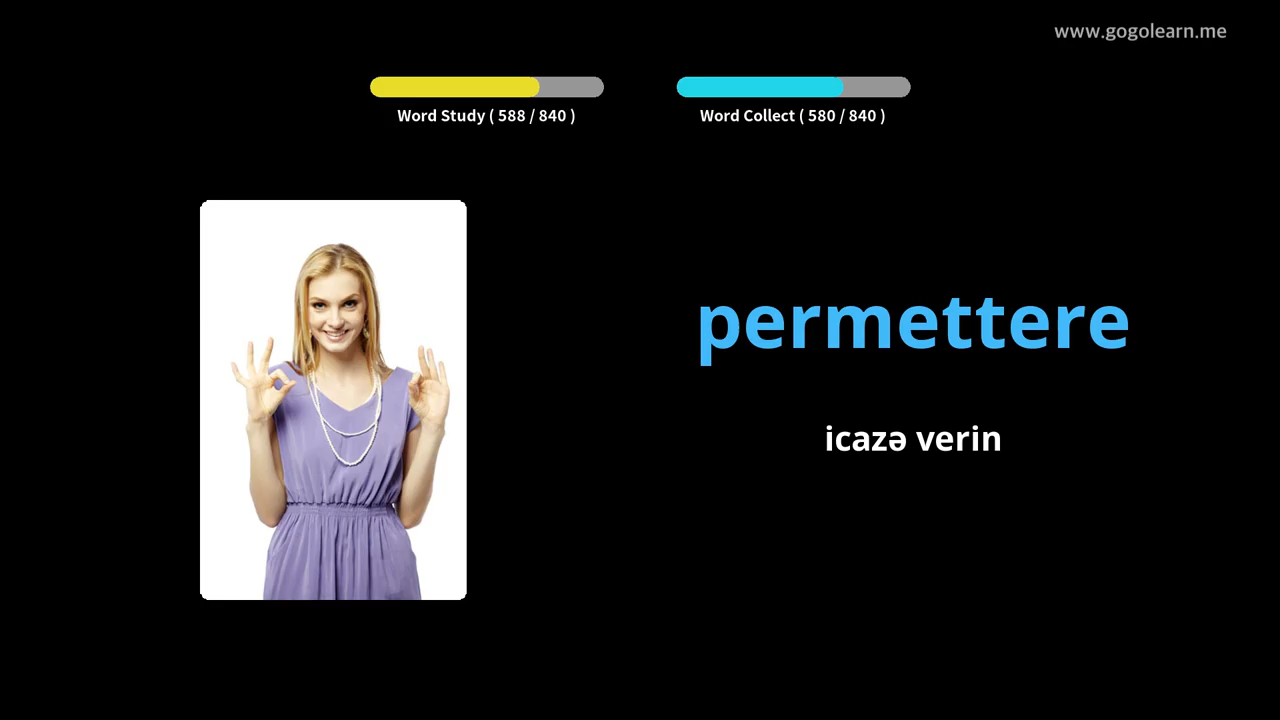 www.gogolearn.me
Word Study ( 588 / 840 )
Word Collect ( 580 / 840 )
permettere
icazə verin